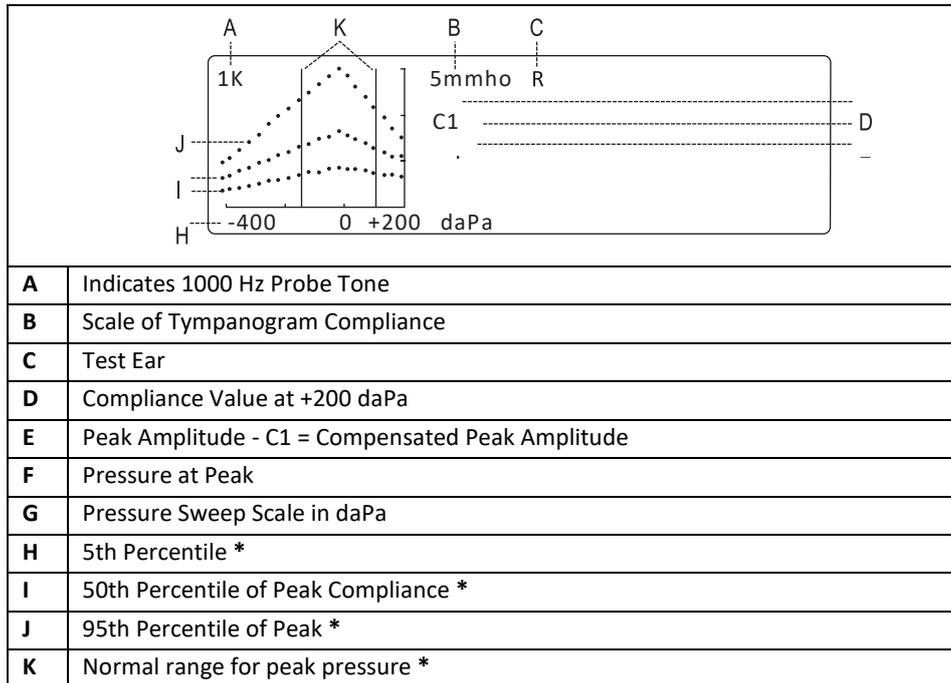 A K B C
1K 5mmho R
C1 D
J
.
–
I
-400 0 +200 daPa
H
A Indicates 1000 Hz Probe Tone
B Scale of Tympanogram Compliance
C Test Ear
D Compliance Value at +200 daPa
E Peak Amplitude - C1 = Compensated Peak Amplitude
F Pressure at Peak
G Pressure Sweep Scale in daPa
H 5th Percentile *
I 50th Percentile of Peak Compliance *
J 95th Percentile of Peak *
K Normal range for peak pressure *